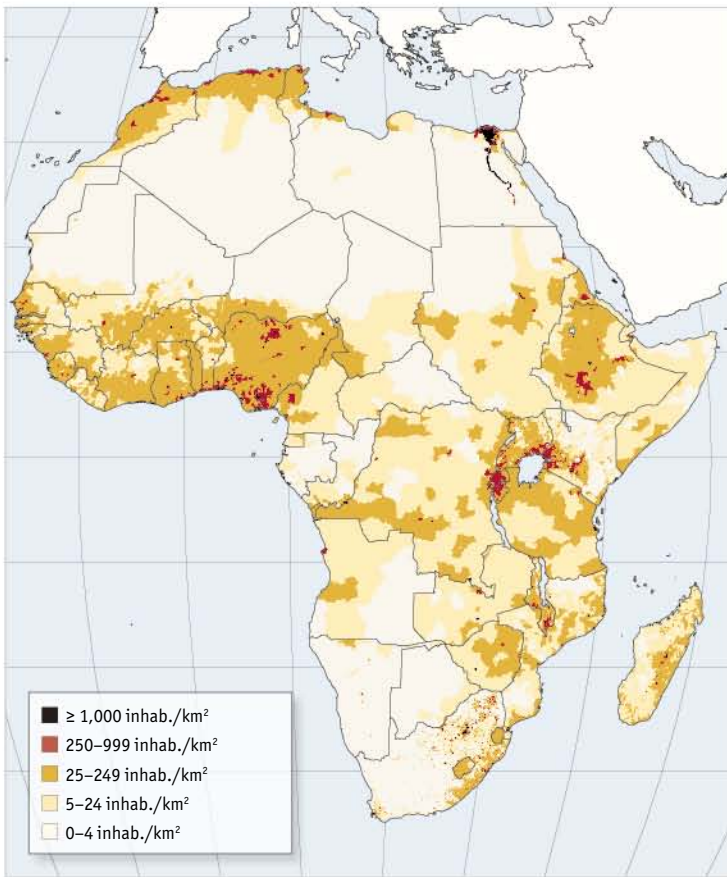 ≥ 1,000 inhab./km²
250–999 inhab./km²
25–249 inhab./km²
5–24 inhab./km²
0–4 inhab./km²